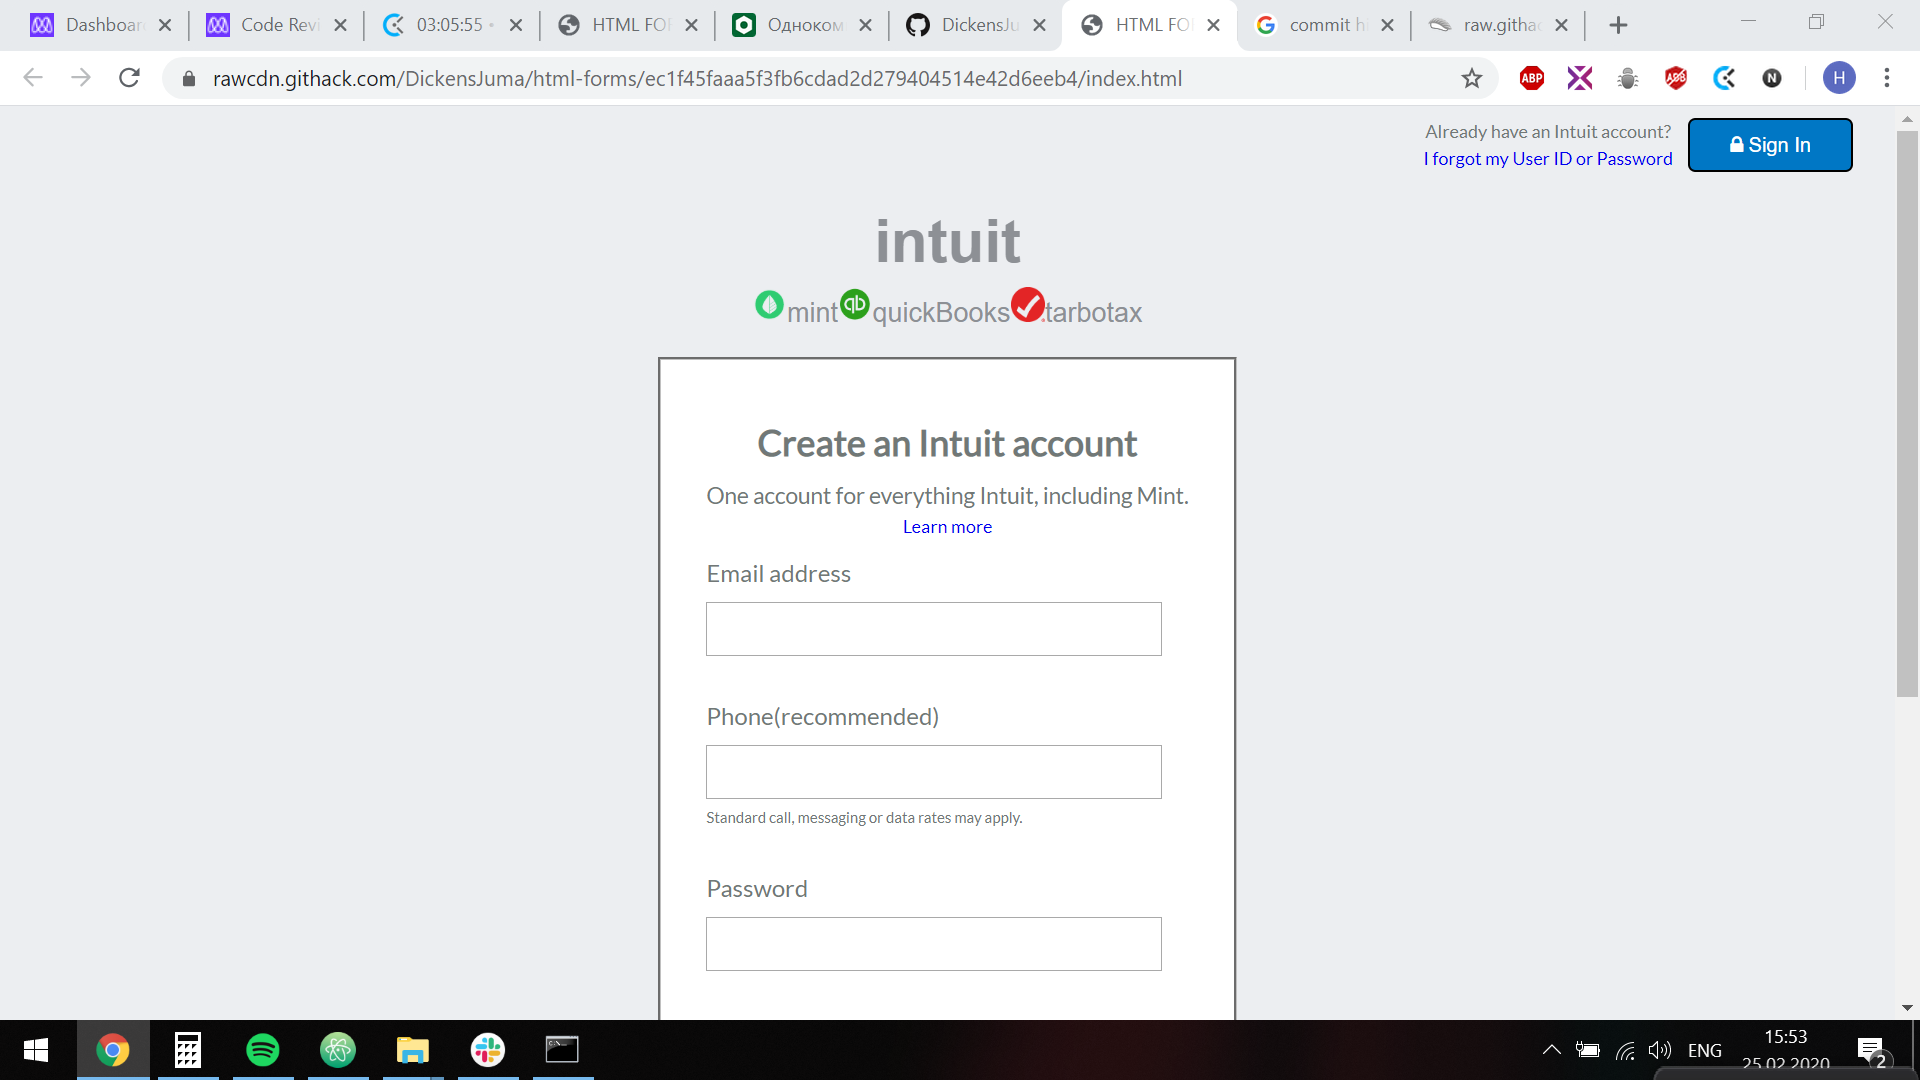 Dashboar
Code Revi
03:05:55 •
HTML FO
Одноком
DickensJu
HTML FO
commit h
raw.githa
rawcdn.githack.com/DickensJuma/html-forms/ec1f45faaa5f3fb6cdad2d279404514e42d6eeb4/index.html
ABP
N
H
Already have an Intuit account?
I forgot my User ID or Password
Sign In
intuit
mint quickBooks .tarbotax
Create an Intuit account
One account for everything Intuit, including Mint.
Learn more
Email address
Phone(recommended)
Standard call, messaging or data rates may apply.
Password
ENG
15:53
25.02.2020
2